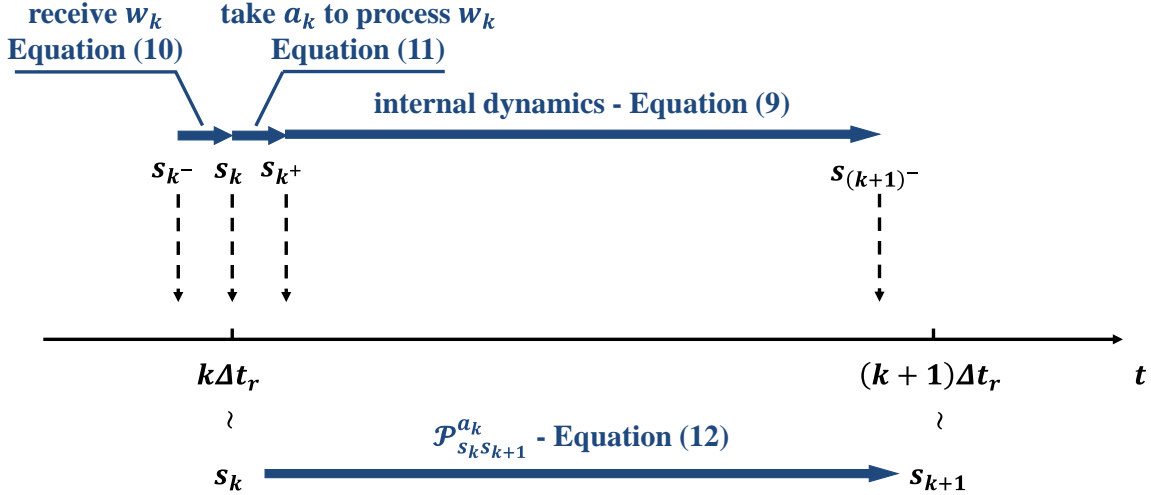 receive w_k take a_k to process w_k
Equation (10) Equation (11)
internal dynamics - Equation (9)
s_{k^-} s_k s_{k^+} s_{(k+1)^-}
kΔt_r (k + 1)Δt_r t
≀ ≀
𝒫^{a_k}_{s_k s_{k+1}} - Equation (12)
s_k s_{k+1}